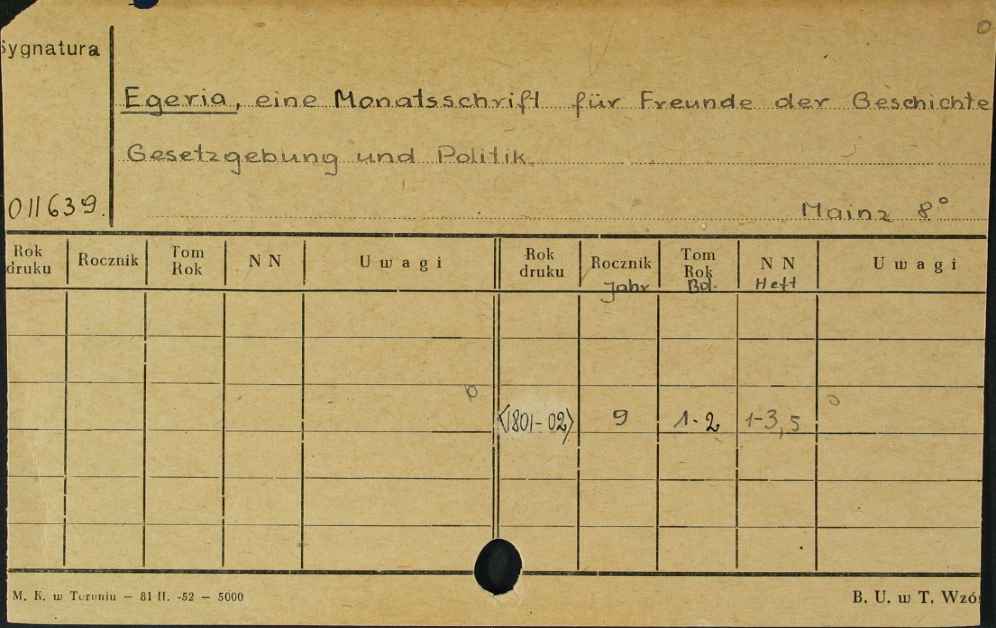 Sygnatura
Egeria, eine Monatsschrift für Freunde der Geschichte
Gesetzgebung und Politik
011639.
Mainz 8°
Rok druku Rocznik Tom Rok NN Uwagi Rok druku Rocznik Tom Rok NN Uwagi
Jahr Bd. Heft
<1801-02> 9 1-2 1-3,5
M. K. w Toruniu — 81 II. -52 — 5000
B. U. w T. Wzó